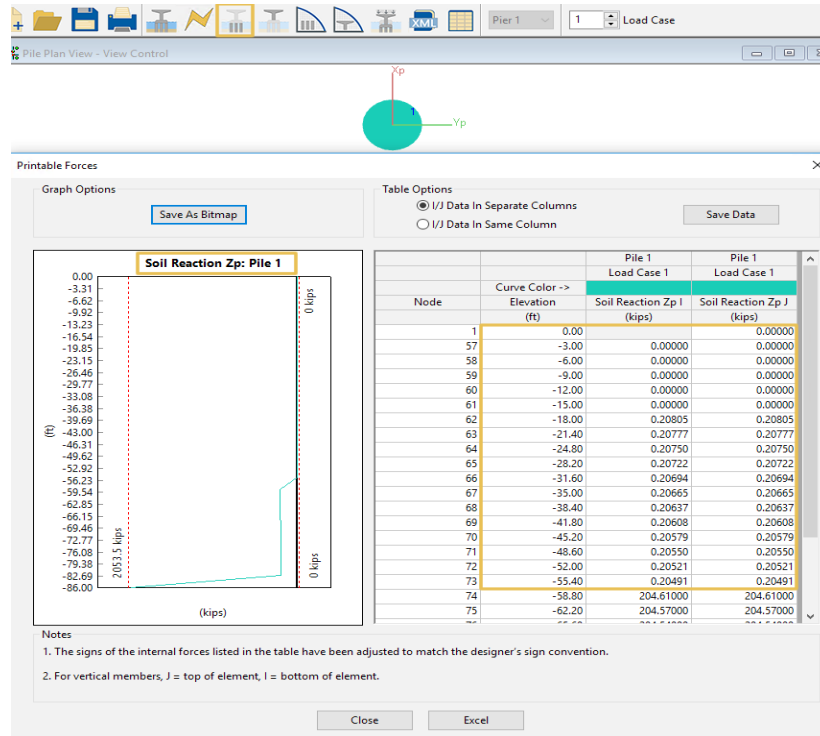 XML Pier 1 1 Load Case
Pile Plan View - View Control
Xp
1
Yp
Printable Forces
Graph Options
Save As Bitmap
Table Options
I/J Data In Separate Columns
I/J Data In Same Column
Save Data
Soil Reaction Zp: Pile 1
0.00
-3.31
-6.62
-9.92
-13.23
-16.54
-19.85
-23.15
-26.46
-29.77
-33.08
-36.38
-39.69
-43.00
-46.31
-49.62
-52.92
-56.23
-59.54
-62.85
-66.15
-69.46
-72.77
-76.08
-79.38
-82.69
-86.00
(ft)
2053.5 kips
0 kips
0 kips
(kips)
Pile 1 Pile 1
Load Case 1 Load Case 1
Curve Color ->
Node Elevation Soil Reaction Zp I Soil Reaction Zp J
(ft) (kips) (kips)
1 0.00 0.00000
57 -3.00 0.00000 0.00000
58 -6.00 0.00000 0.00000
59 -9.00 0.00000 0.00000
60 -12.00 0.00000 0.00000
61 -15.00 0.00000 0.00000
62 -18.00 0.20805 0.20805
63 -21.40 0.20777 0.20777
64 -24.80 0.20750 0.20750
65 -28.20 0.20722 0.20722
66 -31.60 0.20694 0.20694
67 -35.00 0.20665 0.20665
68 -38.40 0.20637 0.20637
69 -41.80 0.20608 0.20608
70 -45.20 0.20579 0.20579
71 -48.60 0.20550 0.20550
72 -52.00 0.20521 0.20521
73 -55.40 0.20491 0.20491
74 -58.80 204.61000 204.61000
75 -62.20 204.57000 204.57000
Notes
1. The signs of the internal forces listed in the table have been adjusted to match the designer's sign convention.
2. For vertical members, J = top of element, I = bottom of element.
Close Excel